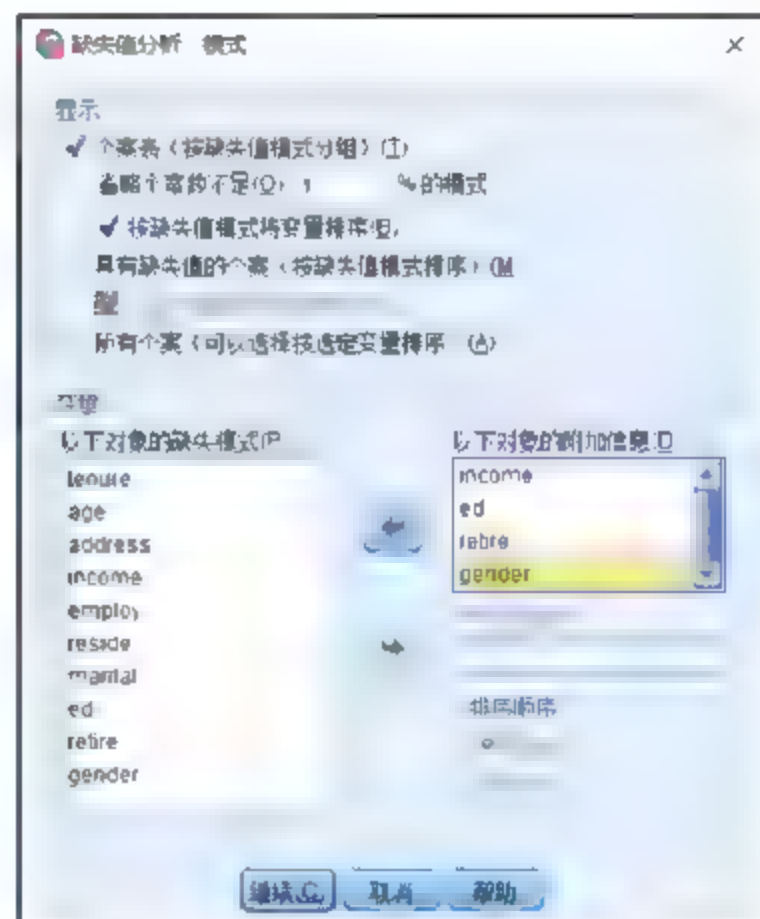 缺失值分析 模式
显示
个案表（按缺失值模式分组）(T)
省略个案数不足(O) 1 %的模式
按缺失值模式将变量排序(B)
具有缺失值的个案（按缺失值模式排序）(M
所有个案（可以选择按选定变量排序 (A)
变量
以下对象的缺失模式(P
以下对象的附加信息(D
tenure
age
address
income
employ
reside
marital
ed
retire
gender
income
ed
retire
gender
排序顺序
继续 C
取消
帮助